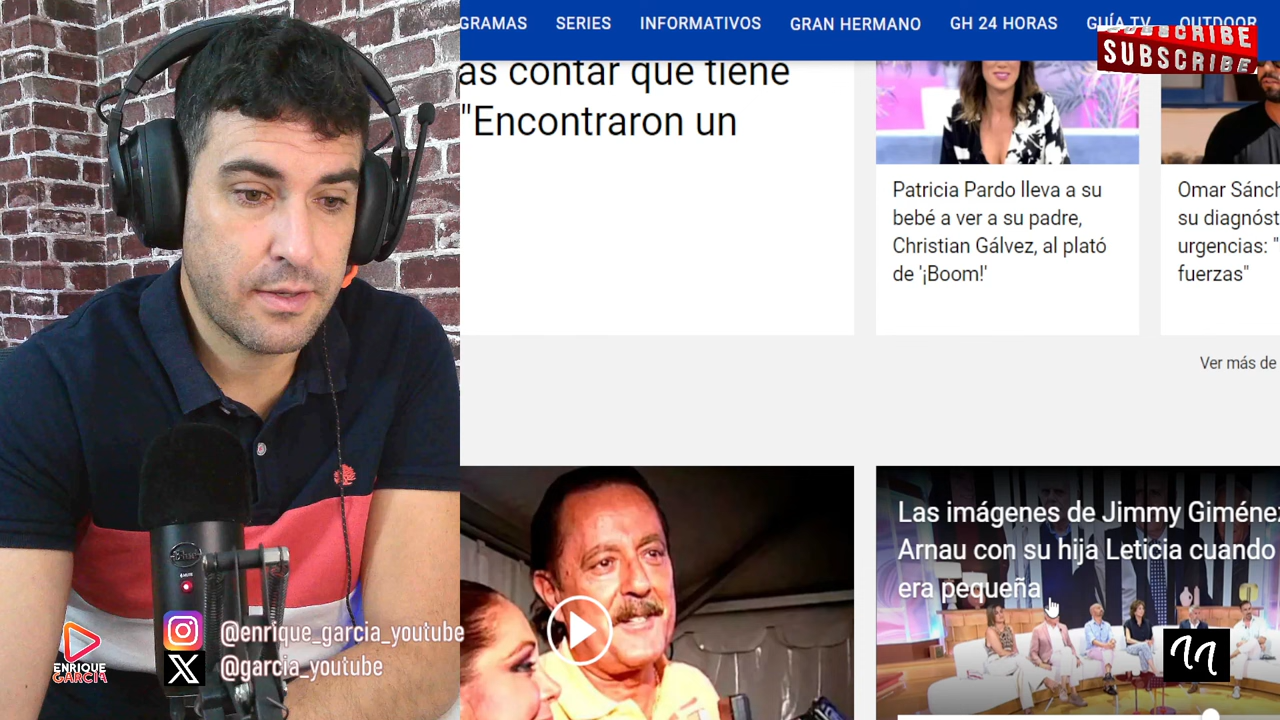 GRAMAS SERIES INFORMATIVOS GRAN HERMANO GH 24 HORAS GUÍA TV OUTDOOR
SUBSCRIBE
SUBSCRIBE
as contar que tiene
"Encontraron un
Patricia Pardo lleva a su
bebé a ver a su padre,
Christian Gálvez, al plató
de '¡Boom!'
Omar Sánch
su diagnóst
urgencias: "
fuerzas"
Ver más de
Las imágenes de Jimmy Giménez
Arnau con su hija Leticia cuando
era pequeña
@enrique_garcia_youtube
@garcia_youtube
ENRIQUE
GARCIA